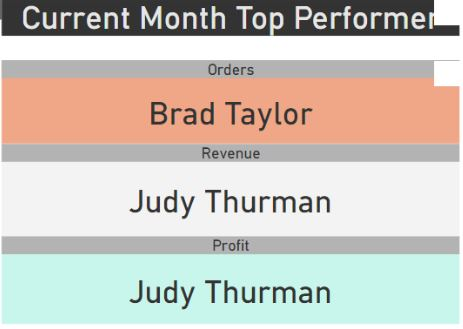 Current Month Top Performer
Orders
Brad Taylor
Revenue
Judy Thurman
Profit
Judy Thurman